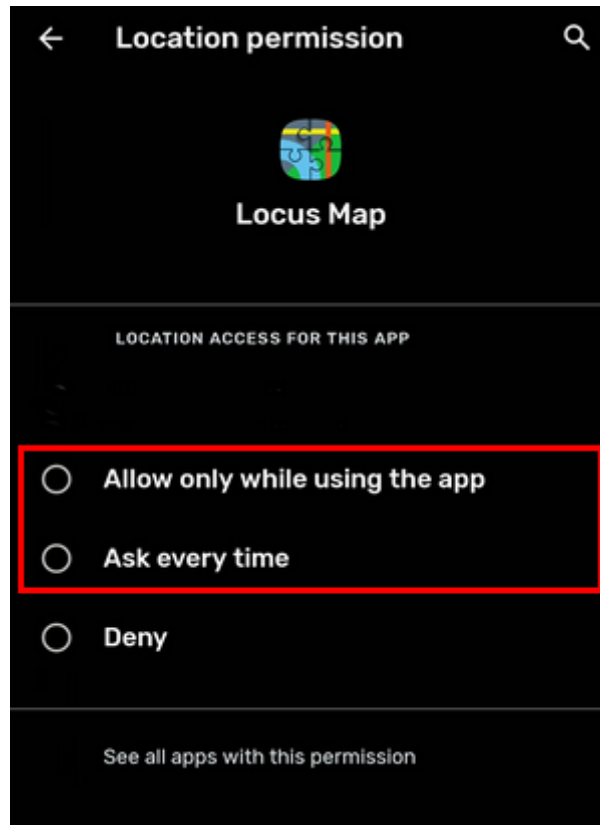 Location permission
Locus Map
LOCATION ACCESS FOR THIS APP
Allow only while using the app
Ask every time
Deny
See all apps with this permission